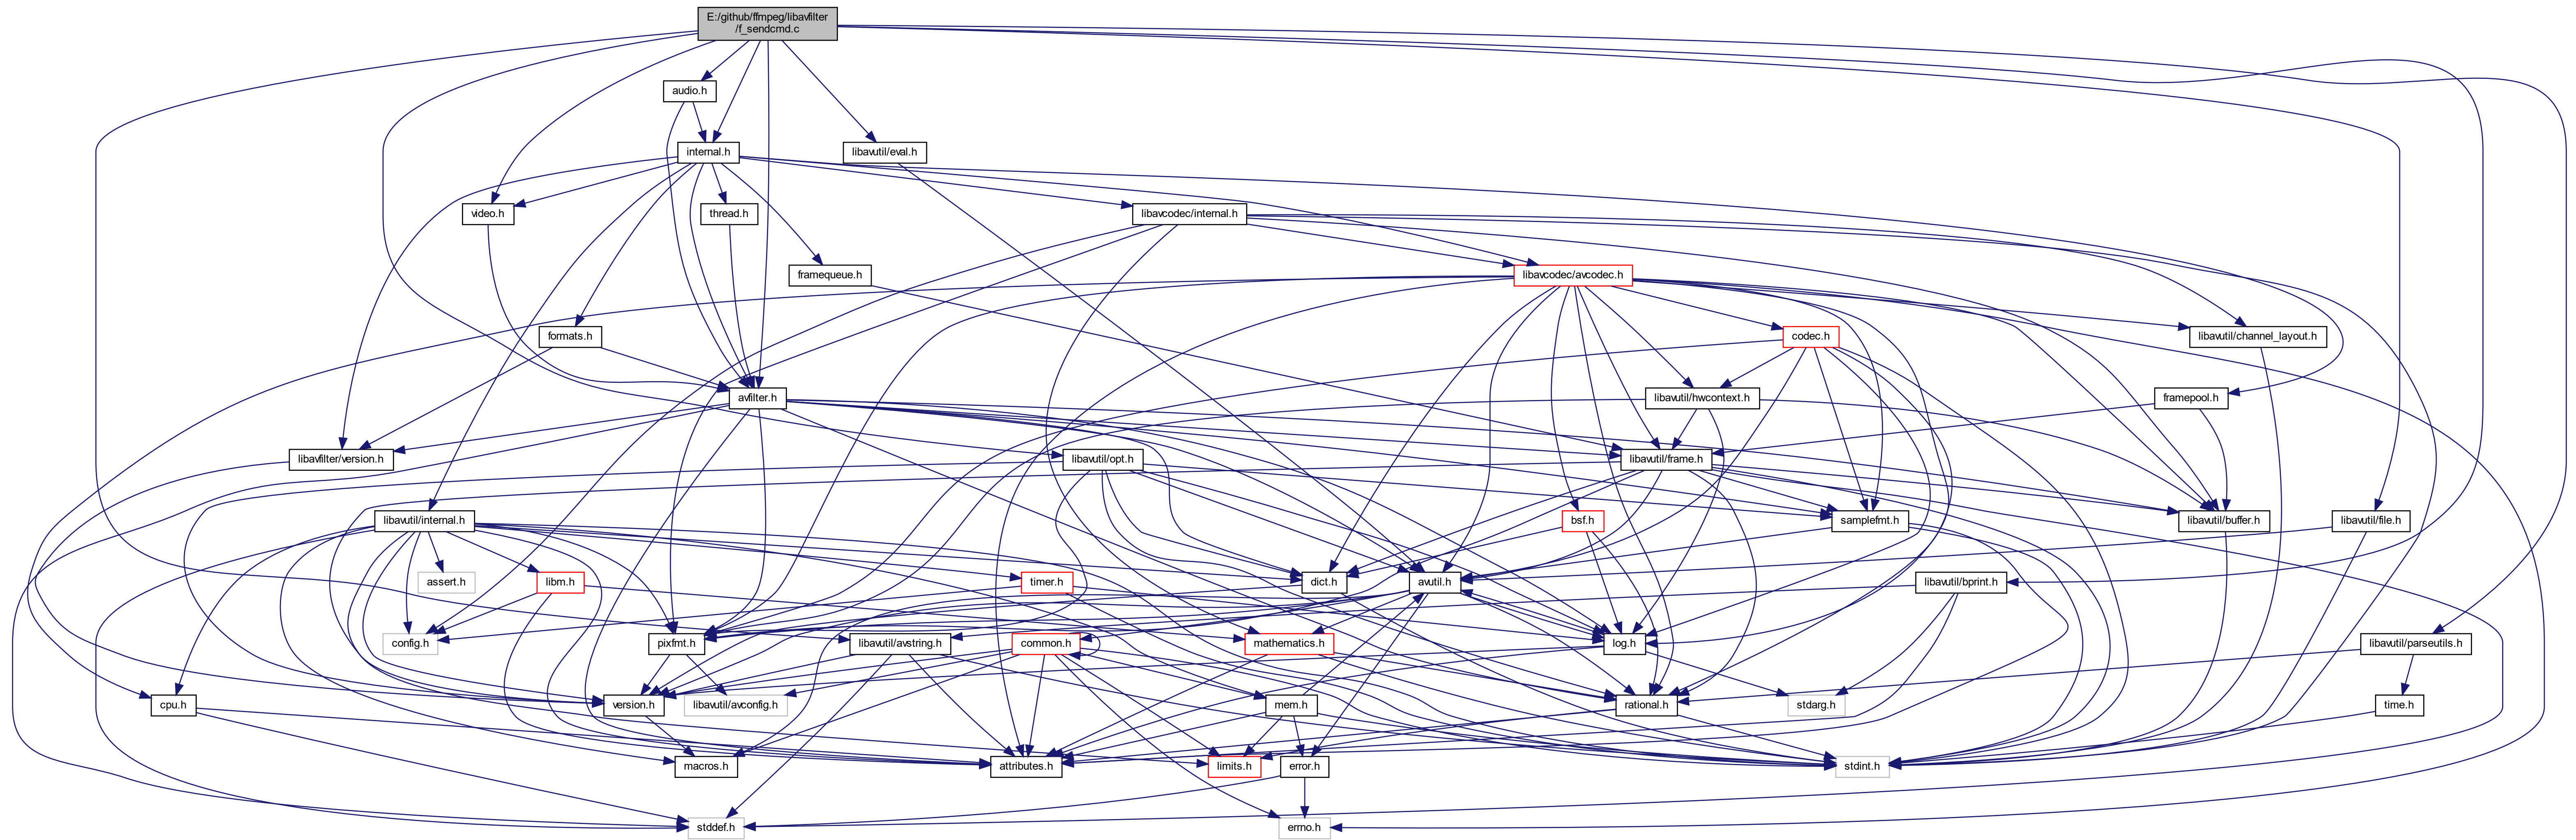 E:/github/ffmpeg/libavfilter
/f_sendcmd.c
audio.h
internal.h
libavutil/eval.h
video.h
thread.h
libavcodec/internal.h
framequeue.h
libavcodec/avcodec.h
formats.h
codec.h
libavutil/channel_layout.h
avfilter.h
libavutil/hwcontext.h
framepool.h
libavfilter/version.h
libavutil/opt.h
libavutil/frame.h
libavutil/internal.h
bsf.h
samplefmt.h
libavutil/buffer.h
libavutil/file.h
assert.h
libm.h
timer.h
dict.h
avutil.h
libavutil/bprint.h
config.h
pixfmt.h
libavutil/avstring.h
common.h
mathematics.h
log.h
libavutil/parseutils.h
cpu.h
version.h
libavutil/avconfig.h
mem.h
rational.h
stdarg.h
time.h
macros.h
attributes.h
limits.h
error.h
stdint.h
stddef.h
errno.h